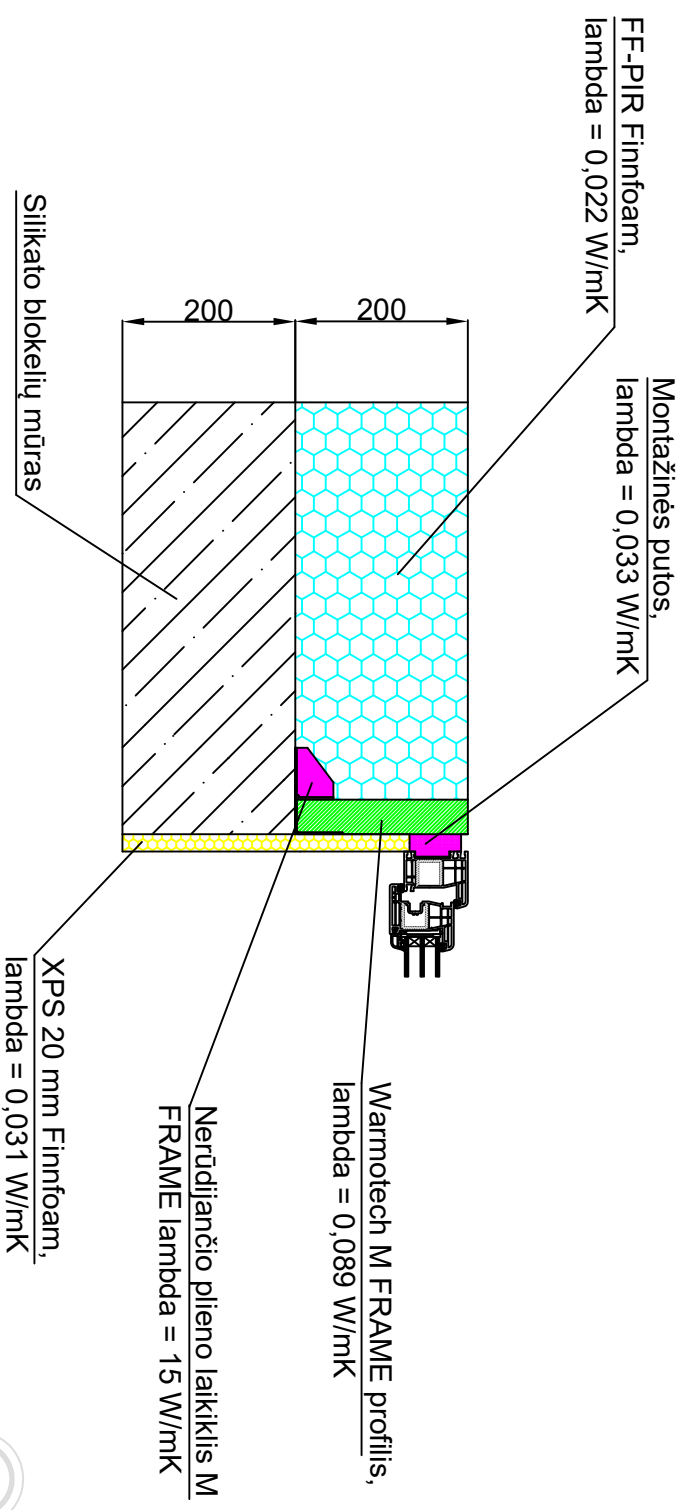 FF-PIR Finnfoam,
lambda = 0,022 W/mK
Montažinės putos,
lambda = 0,033 W/mK
200
200
Silikato blokelių mūras
Warmotech M FRAME profilis,
lambda = 0,089 W/mK
Nerūdijančio plieno laikiklis M
FRAME lambda = 15 W/mK
XPS 20 mm Finnfoam,
lambda = 0,031 W/mK